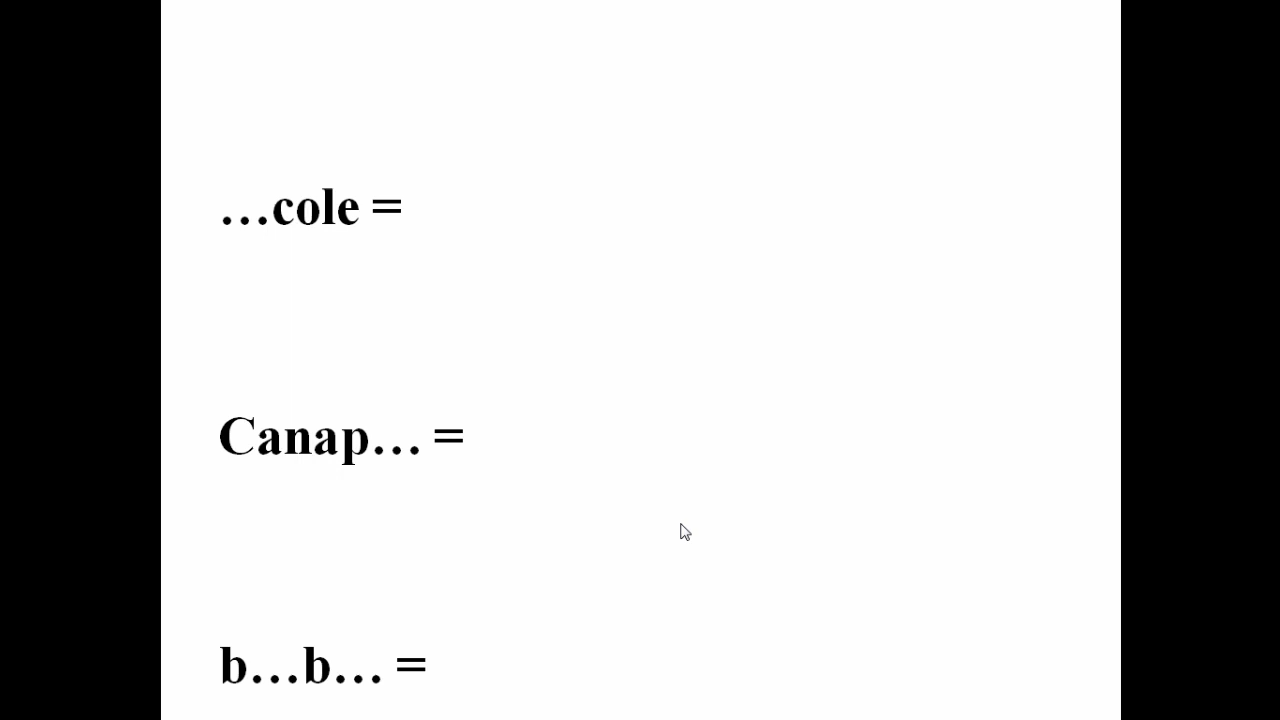 …cole =
Canap… =
b…b… =